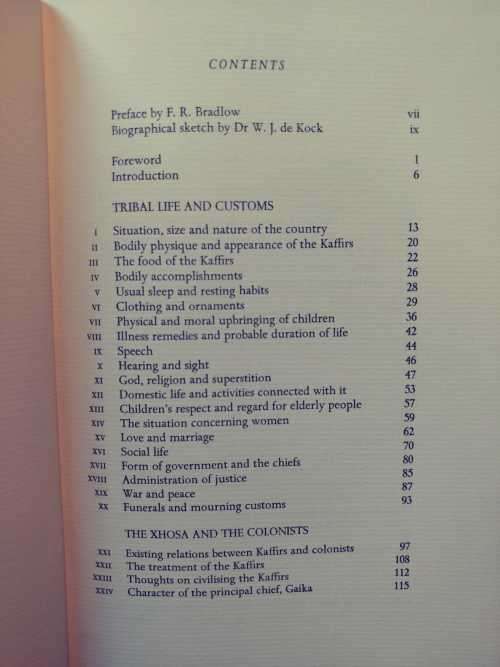 CONTENTS
Preface by F. R. Bradlow vii
Biographical sketch by Dr W. J. de Kock ix
Foreword 1
Introduction 6
TRIBAL LIFE AND CUSTOMS
I Situation, size and nature of the country 13
II Bodily physique and appearance of the Kaffirs 20
III The food of the Kaffirs 22
IV Bodily accomplishments 26
V Usual sleep and resting habits 28
VI Clothing and ornaments 29
VII Physical and moral upbringing of children 36
VIII Illness remedies and probable duration of life 42
IX Speech 44
X Hearing and sight 46
XI God, religion and superstition 47
XII Domestic life and activities connected with it 53
XIII Children's respect and regard for elderly people 57
XIV The situation concerning women 59
XV Love and marriage 62
XVI Social life 70
XVII Form of government and the chiefs 80
XVIII Administration of justice 85
XIX War and peace 87
XX Funerals and mourning customs 93
THE XHOSA AND THE COLONISTS
XXI Existing relations between Kaffirs and colonists 97
XXII The treatment of the Kaffirs 108
XXIII Thoughts on civilising the Kaffirs 112
XXIV Character of the principal chief, Gaika 115